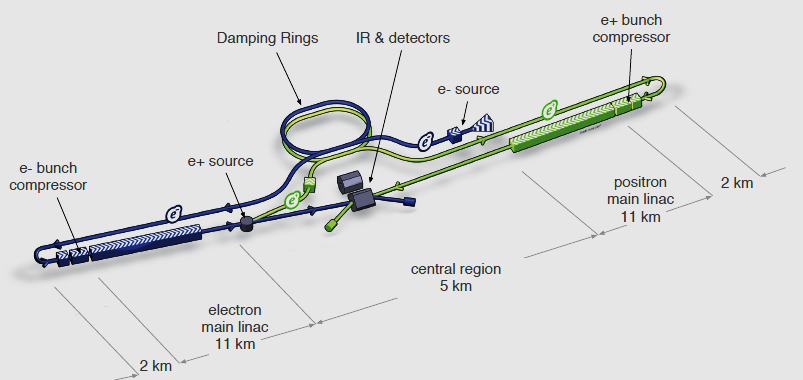 e+ bunch
compressor
Damping Rings
IR & detectors
e- source
e+ source
e- bunch
compressor
positron
main linac
11 km
2 km
central region
5 km
electron
main linac
11 km
2 km